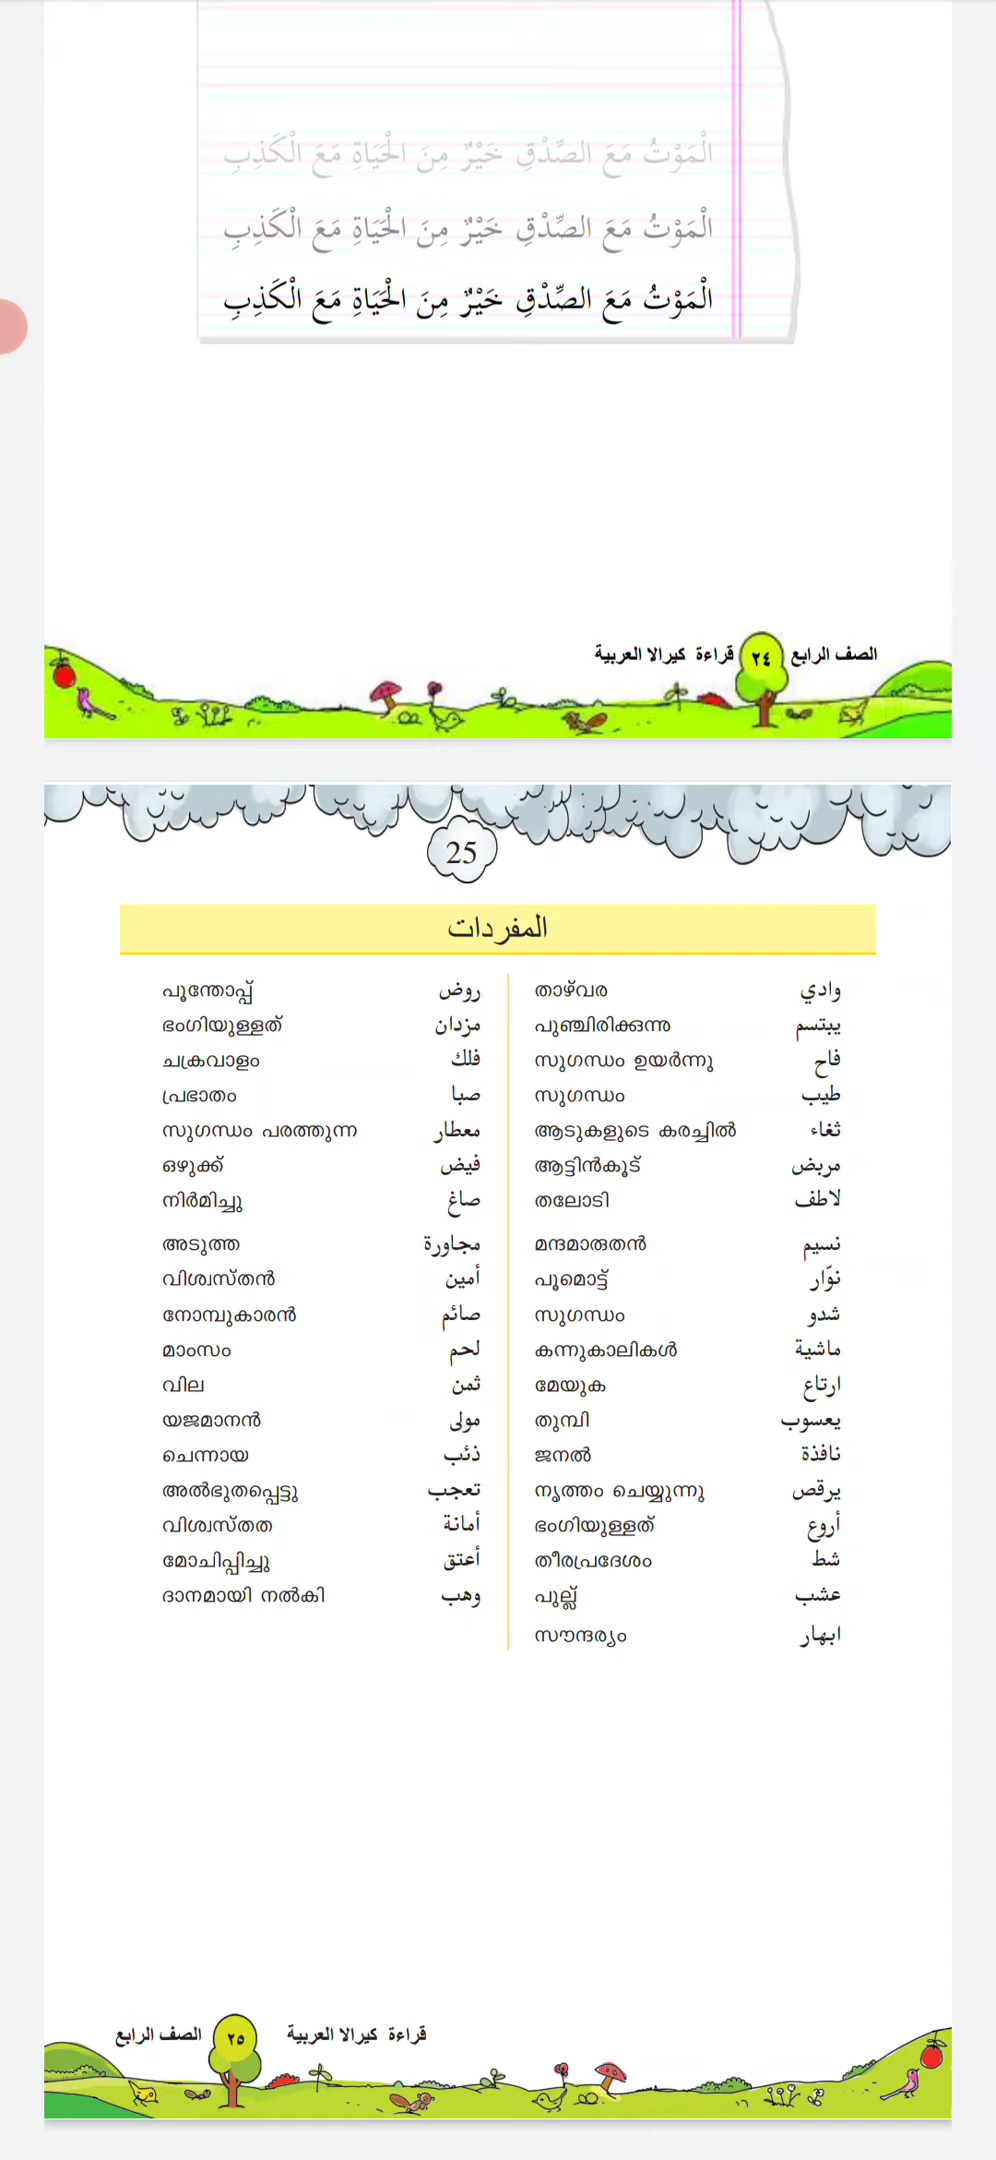 الْمَوْتُ مَعَ الصِّدْقِ خَيْرٌ مِنَ الْحَيَاةِ مَعَ الْكَذِبِ
الْمَوْتُ مَعَ الصِّدْقِ خَيْرٌ مِنَ الْحَيَاةِ مَعَ الْكَذِبِ
الْمَوْتُ مَعَ الصِّدْقِ خَيْرٌ مِنَ الْحَيَاةِ مَعَ الْكَذِبِ
الصف الرابع ٢٤ قراءة كيرالا العربية
25
المفردات
وادي താഴ്‌വര
يبتسم പുഞ്ചിരിക്കുന്നു
فاح സുഗന്ധം ഉയർന്നു
طيب സുഗന്ധം
ثغاء ആടുകളുടെ കരച്ചിൽ
مربض ആട്ടിൻകൂട്
لاطف തലോടി
نسيم മന്ദമാരുതൻ
نوّار പൂമൊട്ട്
شدو സുഗന്ധം
ماشية കന്നുകാലികൾ
ارتاع മേയുക
يعسوب തുമ്പി
نافذة ജനൽ
يرقص നൃത്തം ചെയ്യുന്നു
أروع ഭംഗിയുള്ളത്
شط തീരപ്രദേശം
عشب പുല്ല്
ابهار സൗന്ദര്യം
روض പൂന്തോപ്പ്
مزدان ഭംഗിയുള്ളത്
فلك ചക്രവാളം
صبا പ്രഭാതം
معطار സുഗന്ധം പരത്തുന്ന
فيض ഒഴുക്ക്
صاغ നിർമിച്ചു
مجاورة അടുത്ത
أمين വിശ്വസ്തൻ
صائم നോമ്പുകാരൻ
لحم മാംസം
ثمن വില
مولى യജമാനൻ
ذئب ചെന്നായ
تعجب അൽഭുതപ്പെട്ടു
أمانة വിശ്വസ്തത
أعتق മോചിപ്പിച്ചു
وهب ദാനമായി നൽകി
قراءة كيرالا العربية ٢٥ الصف الرابع